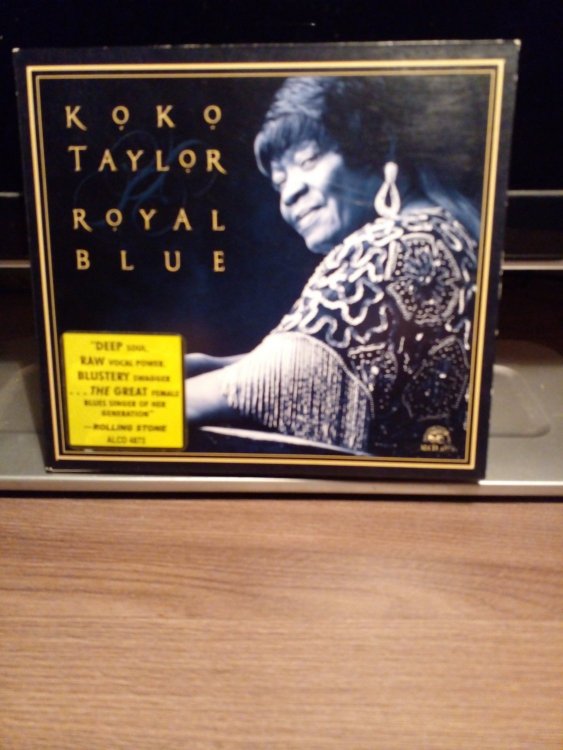 KOKO
TAYLOR
ROYAL
BLUE
"DEEP SOUL,
RAW VOCAL POWER,
BLUSTERY SWAGGER
...THE GREAT FEMALE
BLUES SINGER OF HER
GENERATION"
—ROLLING STONE
ALCD 4873